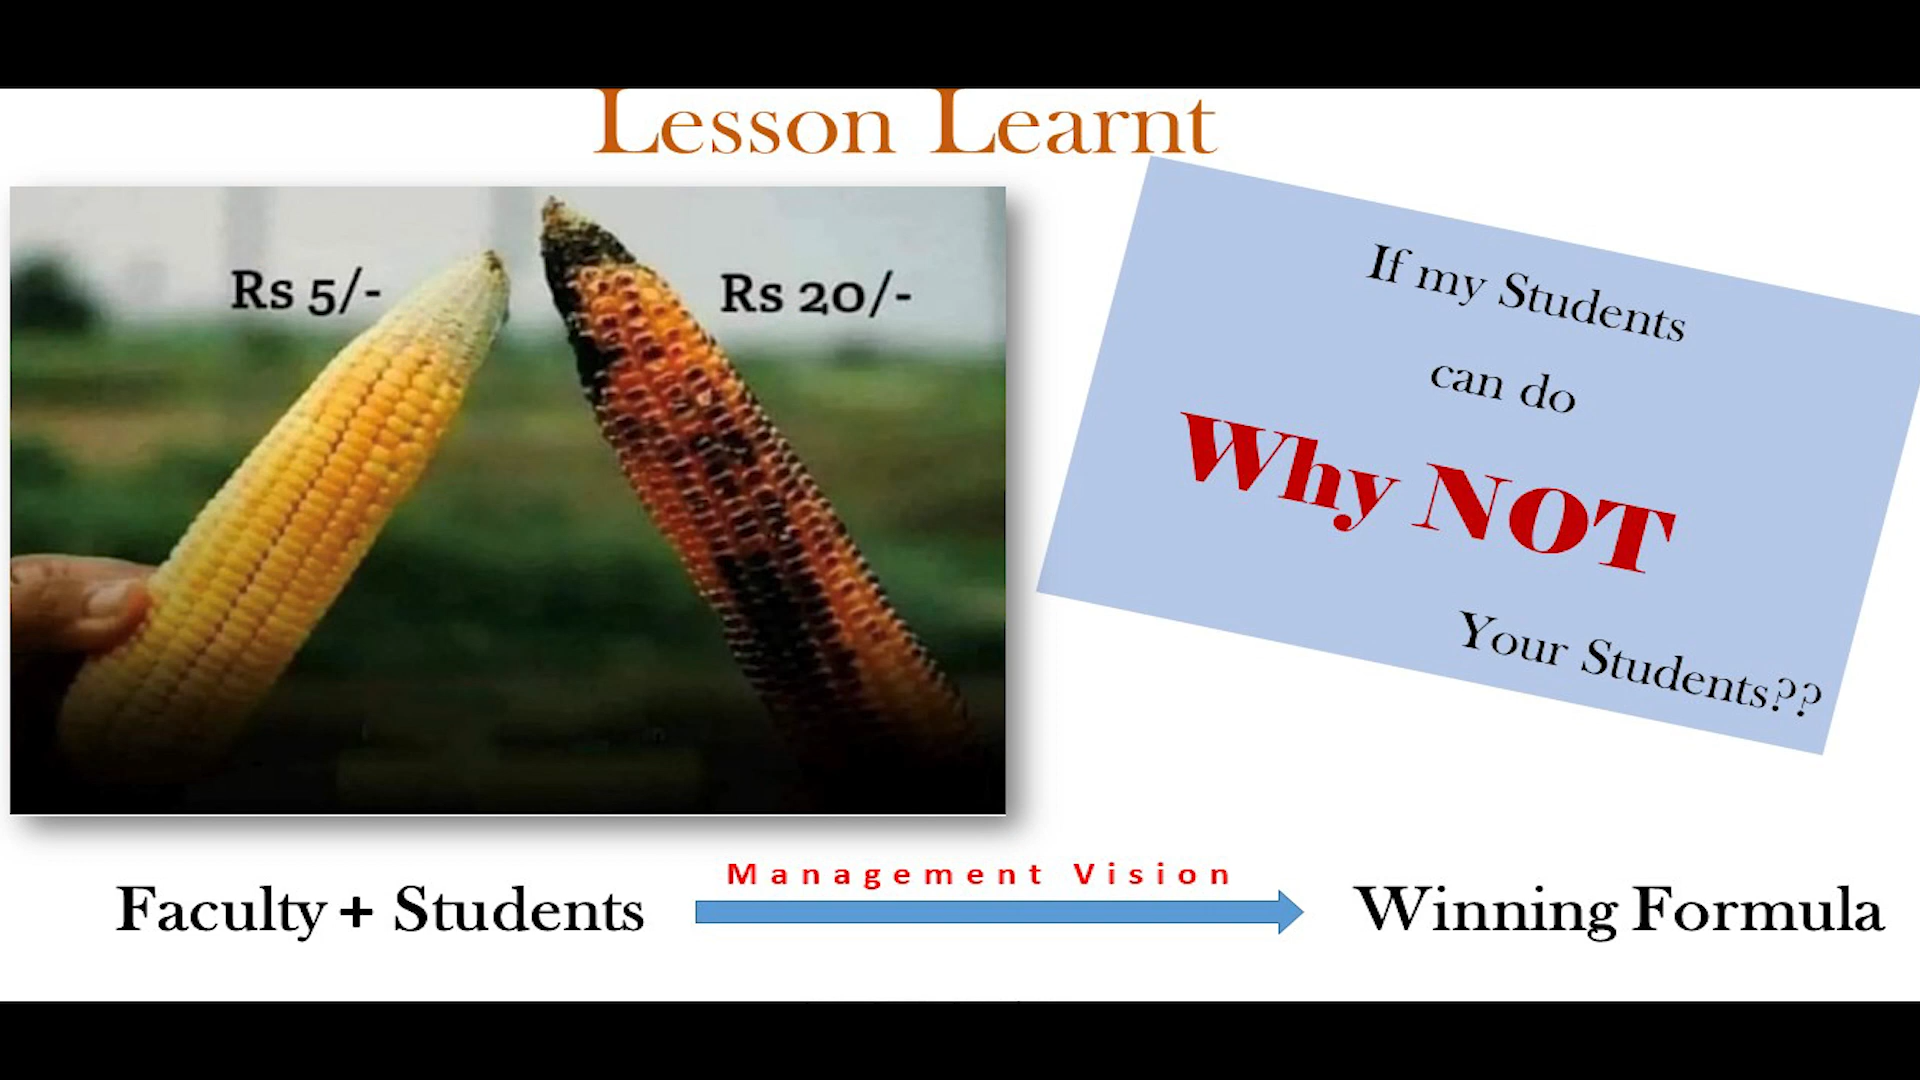 Lesson Learnt
Rs 5/-
Rs 20/-
If my Students
can do
Why NOT
Your Students??
Management Vision
Faculty + Students
Winning Formula